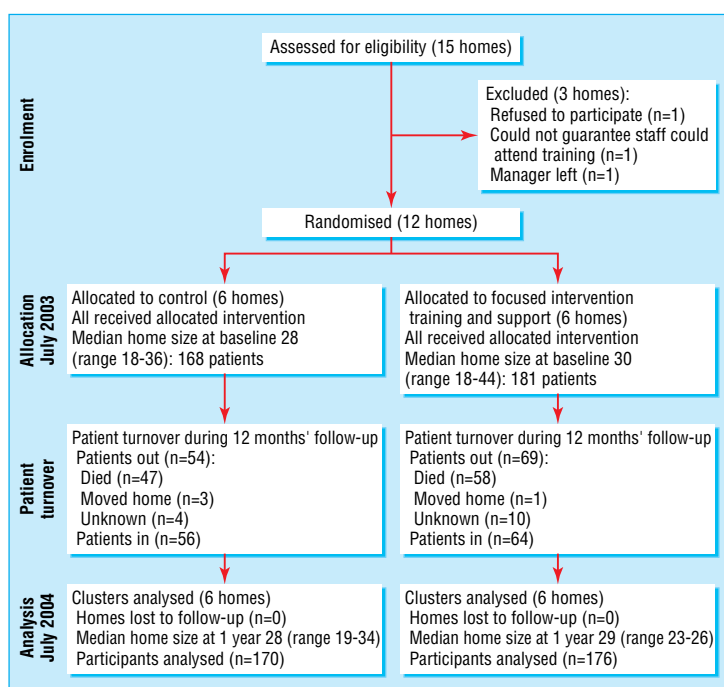 Assessed for eligibility (15 homes)
Enrolment
Excluded (3 homes):
Refused to participate (n=1)
Could not guarantee staff could
attend training (n=1)
Manager left (n=1)
Randomised (12 homes)
Allocation
July 2003
Allocated to control (6 homes)
All received allocated intervention
Median home size at baseline 28
(range 18-36): 168 patients
Allocated to focused intervention
training and support (6 homes)
All received allocated intervention
Median home size at baseline 30
(range 18-44): 181 patients
Patient
turnover
Patient turnover during 12 months' follow-up
Patients out (n=54):
Died (n=47)
Moved home (n=3)
Unknown (n=4)
Patients in (n=56)
Patient turnover during 12 months' follow-up
Patients out (n=69):
Died (n=58)
Moved home (n=1)
Unknown (n=10)
Patients in (n=64)
Analysis
July 2004
Clusters analysed (6 homes)
Homes lost to follow-up (n=0)
Median home size at 1 year 28 (range 19-34)
Participants analysed (n=170)
Clusters analysed (6 homes)
Homes lost to follow-up (n=0)
Median home size at 1 year 29 (range 23-26)
Participants analysed (n=176)